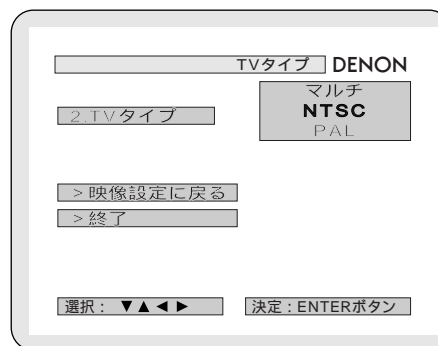 TVタイプ DENON
マルチ
NTSC
2.TVタイプ
PAL
>映像設定に戻る
>終了
選択: ▼▲◀▶ 決定:ENTERボタン